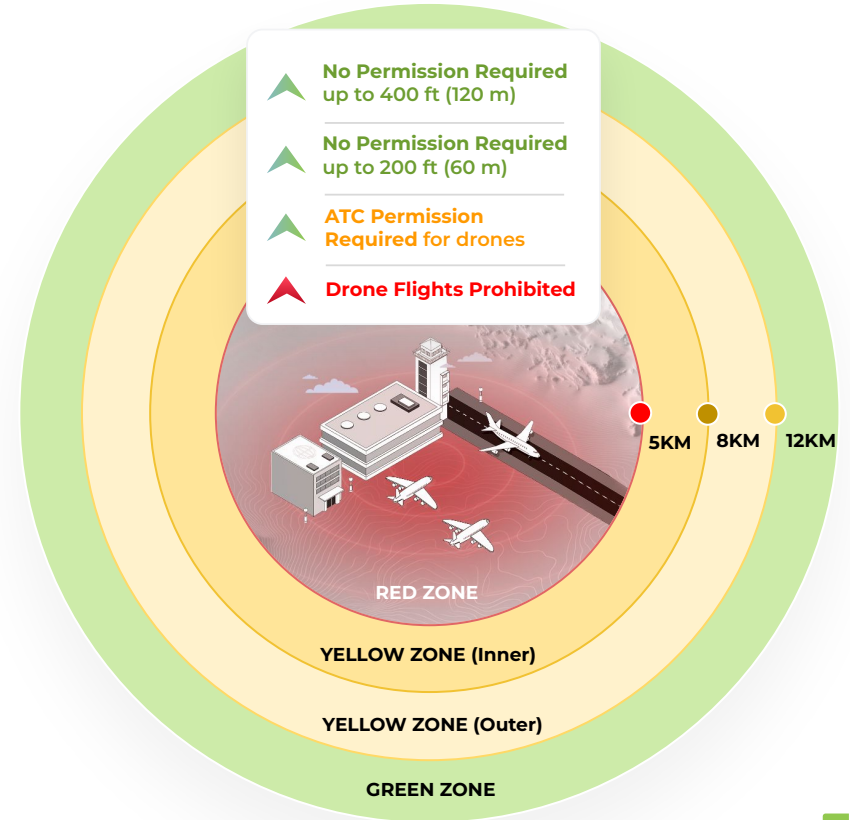 No Permission Required
up to 400 ft (120 m)
No Permission Required
up to 200 ft (60 m)
ATC Permission
Required for drones
Drone Flights Prohibited
5KM
8KM
12KM
RED ZONE
YELLOW ZONE (Inner)
YELLOW ZONE (Outer)
GREEN ZONE